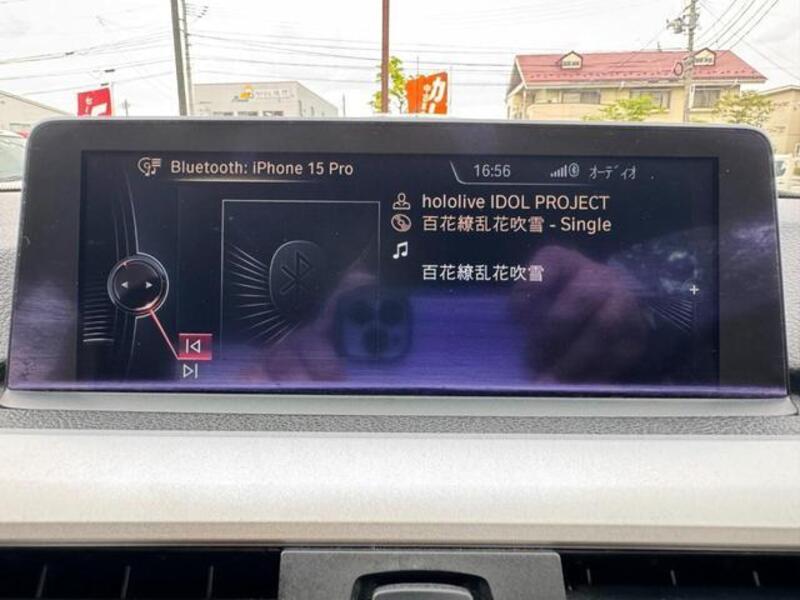 Bluetooth: iPhone 15 Pro
16:56
オーディオ
hololive IDOL PROJECT
百花繚乱花吹雪 - Single
百花繚乱花吹雪